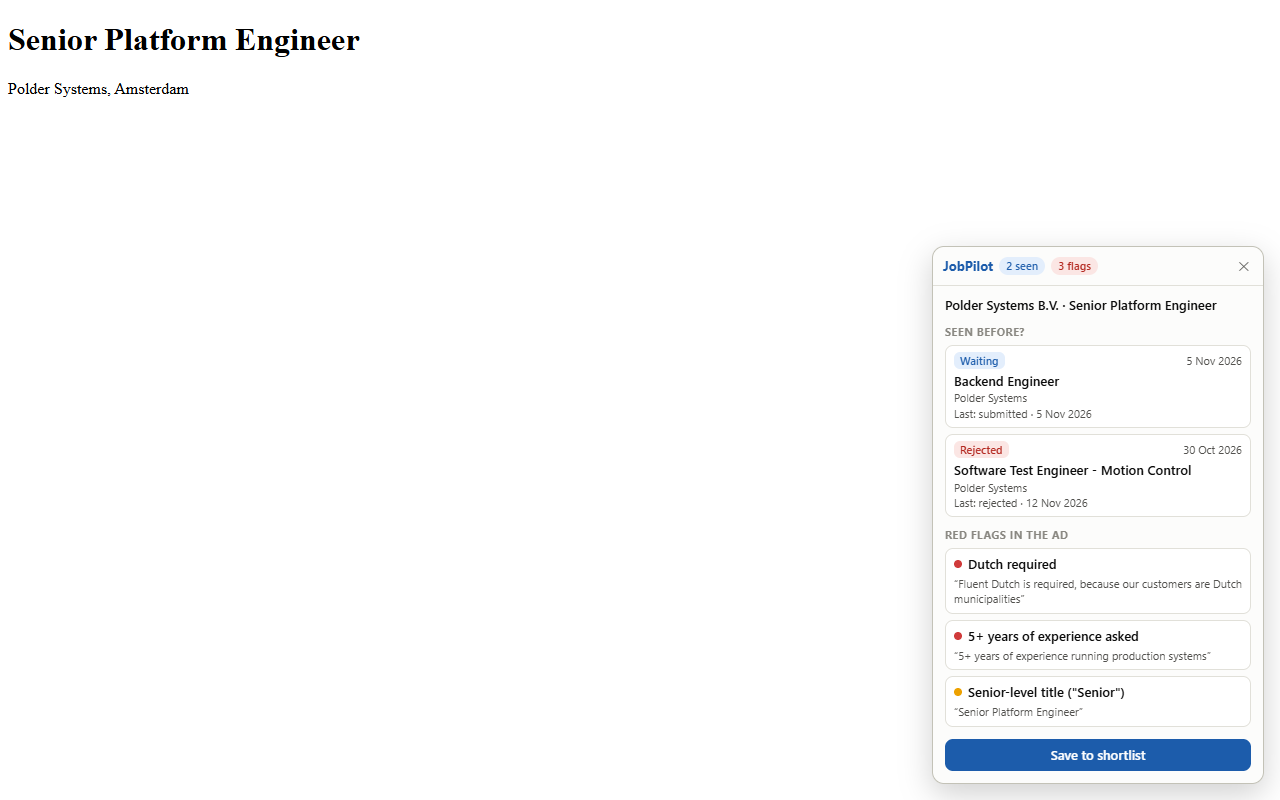 Senior Platform Engineer
Polder Systems, Amsterdam
JobPilot 2 seen 3 flags
Polder Systems B.V. · Senior Platform Engineer
SEEN BEFORE?
Waiting 5 Nov 2026
Backend Engineer
Polder Systems
Last: submitted · 5 Nov 2026
Rejected 30 Oct 2026
Software Test Engineer - Motion Control
Polder Systems
Last: rejected · 12 Nov 2026
RED FLAGS IN THE AD
Dutch required
“Fluent Dutch is required, because our customers are Dutch
municipalities”
5+ years of experience asked
“5+ years of experience running production systems”
Senior-level title ("Senior")
“Senior Platform Engineer”
Save to shortlist